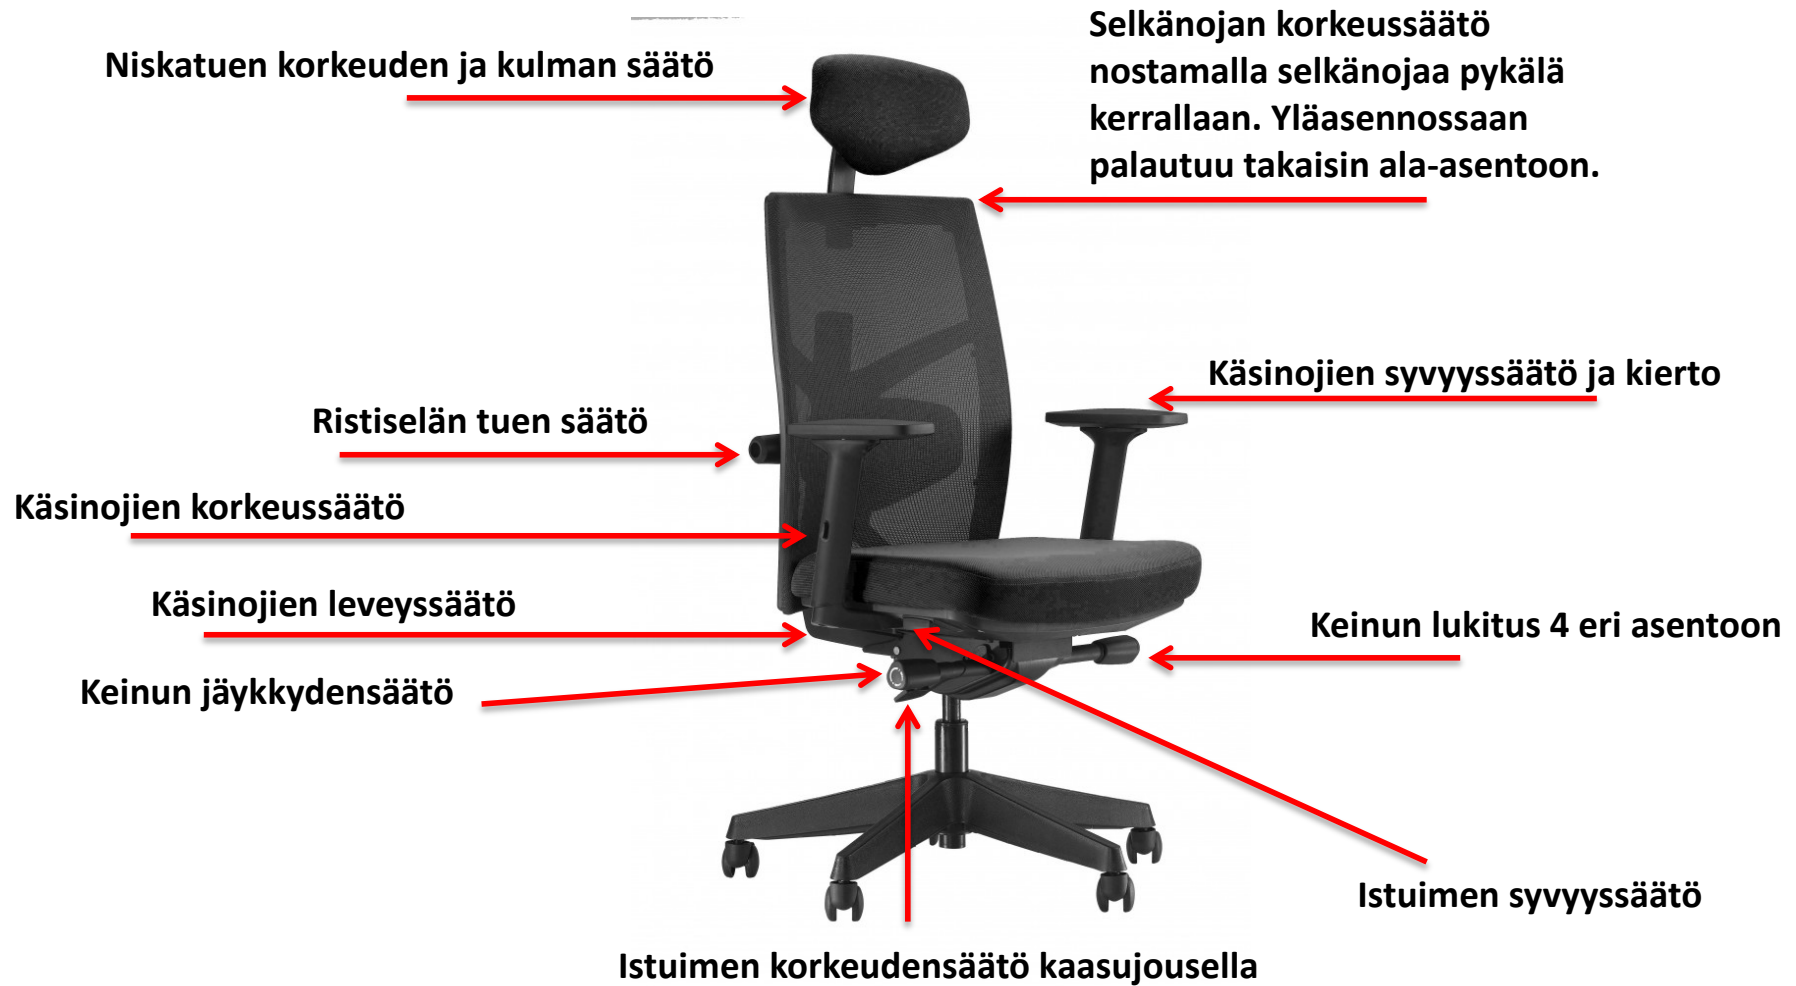 Niskatuen korkeuden ja kulman säätö
Selkänojan korkeussäätö
nostamalla selkänojaa pykälä
kerrallaan. Yläasennossaan
palautuu takaisin ala-asentoon.
Käsinojien syvyyssäätö ja kierto
Ristiselän tuen säätö
Käsinojien korkeussäätö
Käsinojien leveyssäätö
Keinun lukitus 4 eri asentoon
Keinun jäykkydensäätö
Istuimen syvyyssäätö
Istuimen korkeudensäätö kaasujousella